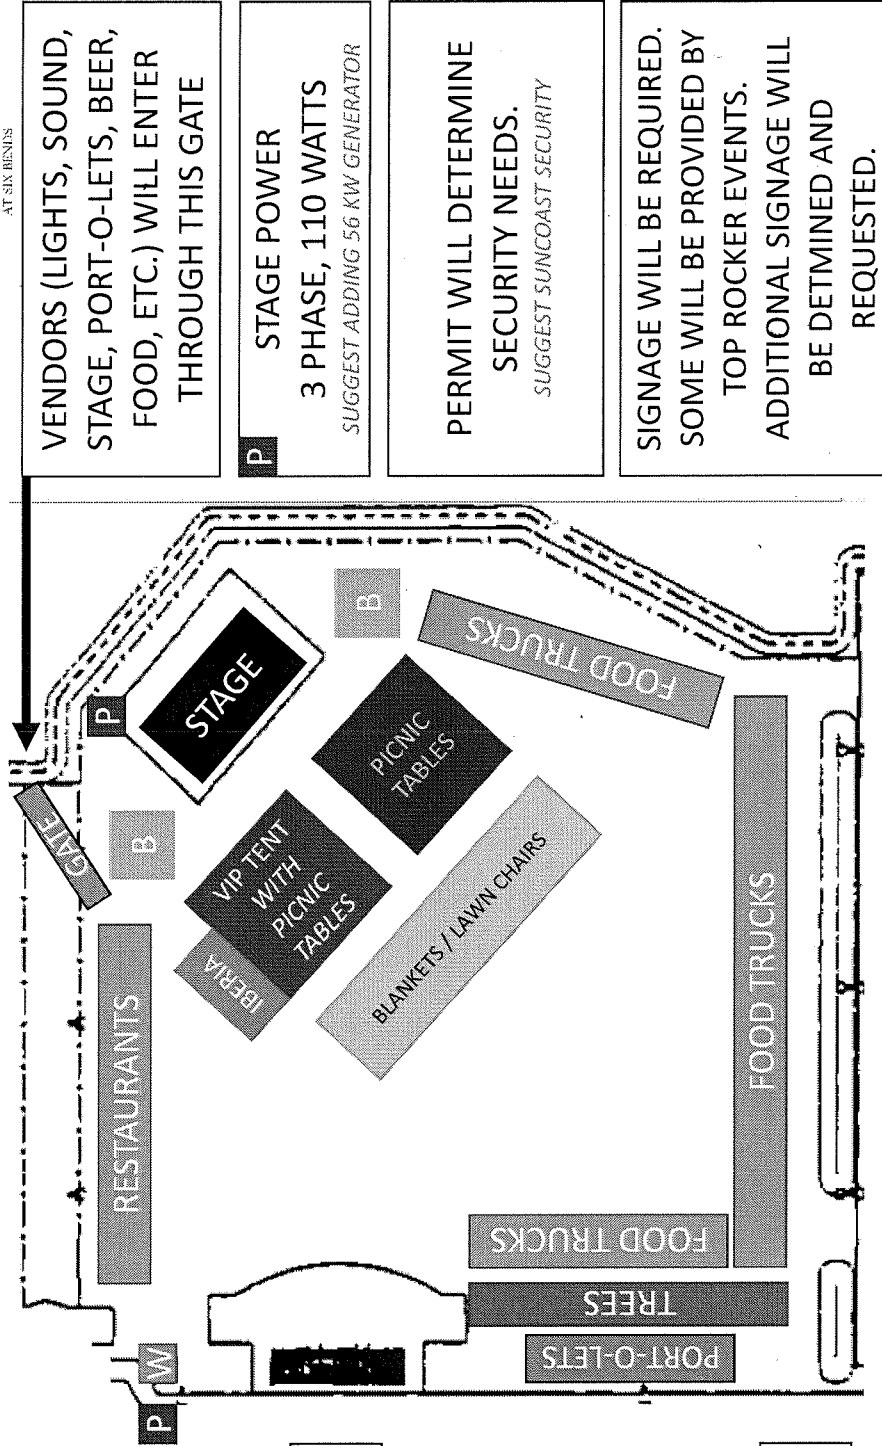 AT SIX BENDS
VENDORS (LIGHTS, SOUND,
STAGE, PORT-O-LETS, BEER,
FOOD, ETC.) WILL ENTER
THROUGH THIS GATE
P
STAGE POWER
3 PHASE, 110 WATTS
SUGGEST ADDING 56 KW GENERATOR
PERMIT WILL DETERMINE
SECURITY NEEDS.
SUGGEST SUNCOAST SECURITY
SIGNAGE WILL BE REQUIRED.
SOME WILL BE PROVIDED BY
TOP ROCKER EVENTS.
ADDITIONAL SIGNAGE WILL
BE DETMINED AND
REQUESTED.
P
W
RESTAURANTS
GATE
B
P
STAGE
B
IBERIA
VIP TENT
WITH
PICNIC
TABLES
PICNIC
TABLES
BLANKETS / LAWN CHAIRS
FOOD TRUCKS
FOOD TRUCKS
FOOD TRUCKS
TREES
PORT-O-LETS